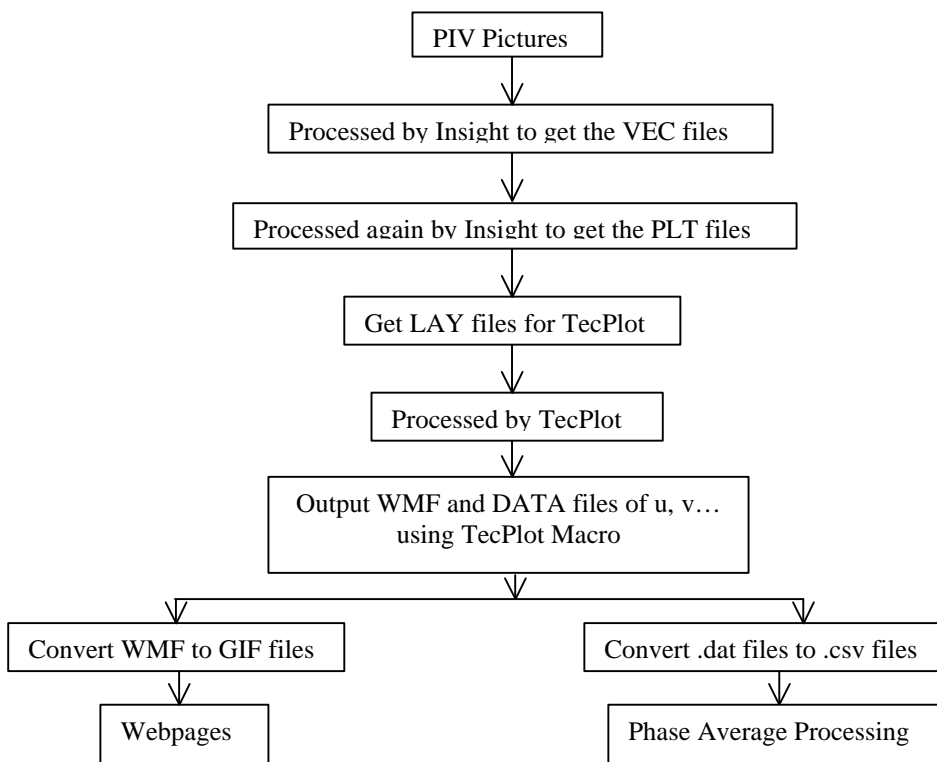 PIV Pictures
Processed by Insight to get the VEC files
Processed again by Insight to get the PLT files
Get LAY files for TecPlot
Processed by TecPlot
Output WMF and DATA files of u, v…
using TecPlot Macro
Convert WMF to GIF files
Convert .dat files to .csv files
Webpages
Phase Average Processing